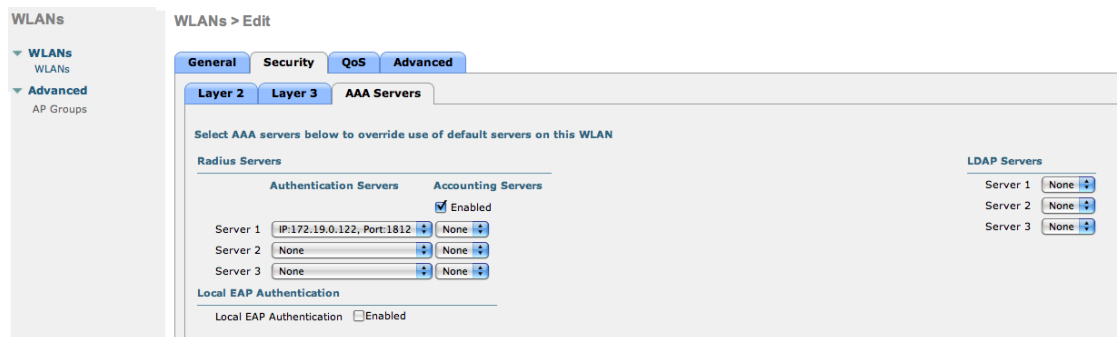 WLANs
WLANs
WLANs
Advanced
AP Groups
WLANs > Edit
General Security QoS Advanced
Layer 2 Layer 3 AAA Servers
Select AAA servers below to override use of default servers on this WLAN
Radius Servers
Authentication Servers Accounting Servers
Enabled
Server 1 IP:172.19.0.122, Port:1812 None
Server 2 None None
Server 3 None None
Local EAP Authentication
Local EAP Authentication Enabled
LDAP Servers
Server 1 None
Server 2 None
Server 3 None